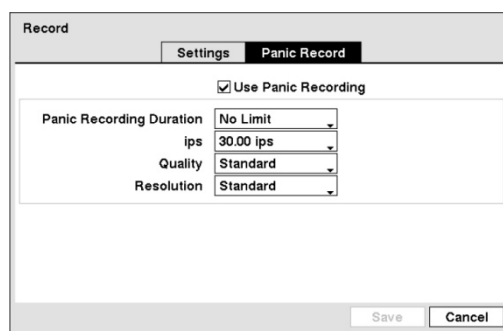 Record
Settings Panic Record
Use Panic Recording
Panic Recording Duration No Limit
ips 30.00 ips
Quality Standard
Resolution Standard
Save Cancel